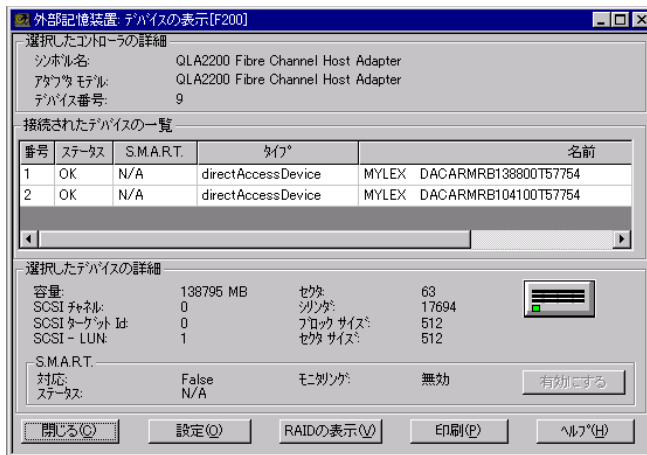 外部記憶装置: ﾃﾞﾊﾞｲｽの表示[F200]
選択したｺﾝﾄﾛｰﾗの詳細
ｼﾝﾎﾞﾙ名: QLA2200 Fibre Channel Host Adapter
ｱﾀﾞﾌﾟﾀ ﾓﾃﾞﾙ: QLA2200 Fibre Channel Host Adapter
ﾃﾞﾊﾞｲｽ番号: 9
接続されたﾃﾞﾊﾞｲｽの一覧
番号 ｽﾃｰﾀｽ S.M.A.R.T. ﾀｲﾌﾟ 名前
1 OK N/A directAccessDevice MYLEX DACARMRB138800T57754
2 OK N/A directAccessDevice MYLEX DACARMRB104100T57754
選択したﾃﾞﾊﾞｲｽの詳細
容量: 138795 MB ｾｸﾀ: 63
SCSI ﾁｬﾈﾙ: 0 ｼﾘﾝﾀﾞ: 17694
SCSI ﾀｰｹﾞｯﾄ Id: 0 ﾌﾞﾛｯｸ ｻｲｽﾞ: 512
SCSI - LUN: 1 ｾｸﾀ ｻｲｽﾞ: 512
S.M.A.R.T.
対応: False ﾓﾆﾀﾘﾝｸﾞ: 無効 有効にする
ｽﾃｰﾀｽ: N/A
閉じる(C) 設定(O) RAIDの表示(V) 印刷(P) ﾍﾙﾌﾟ(H)